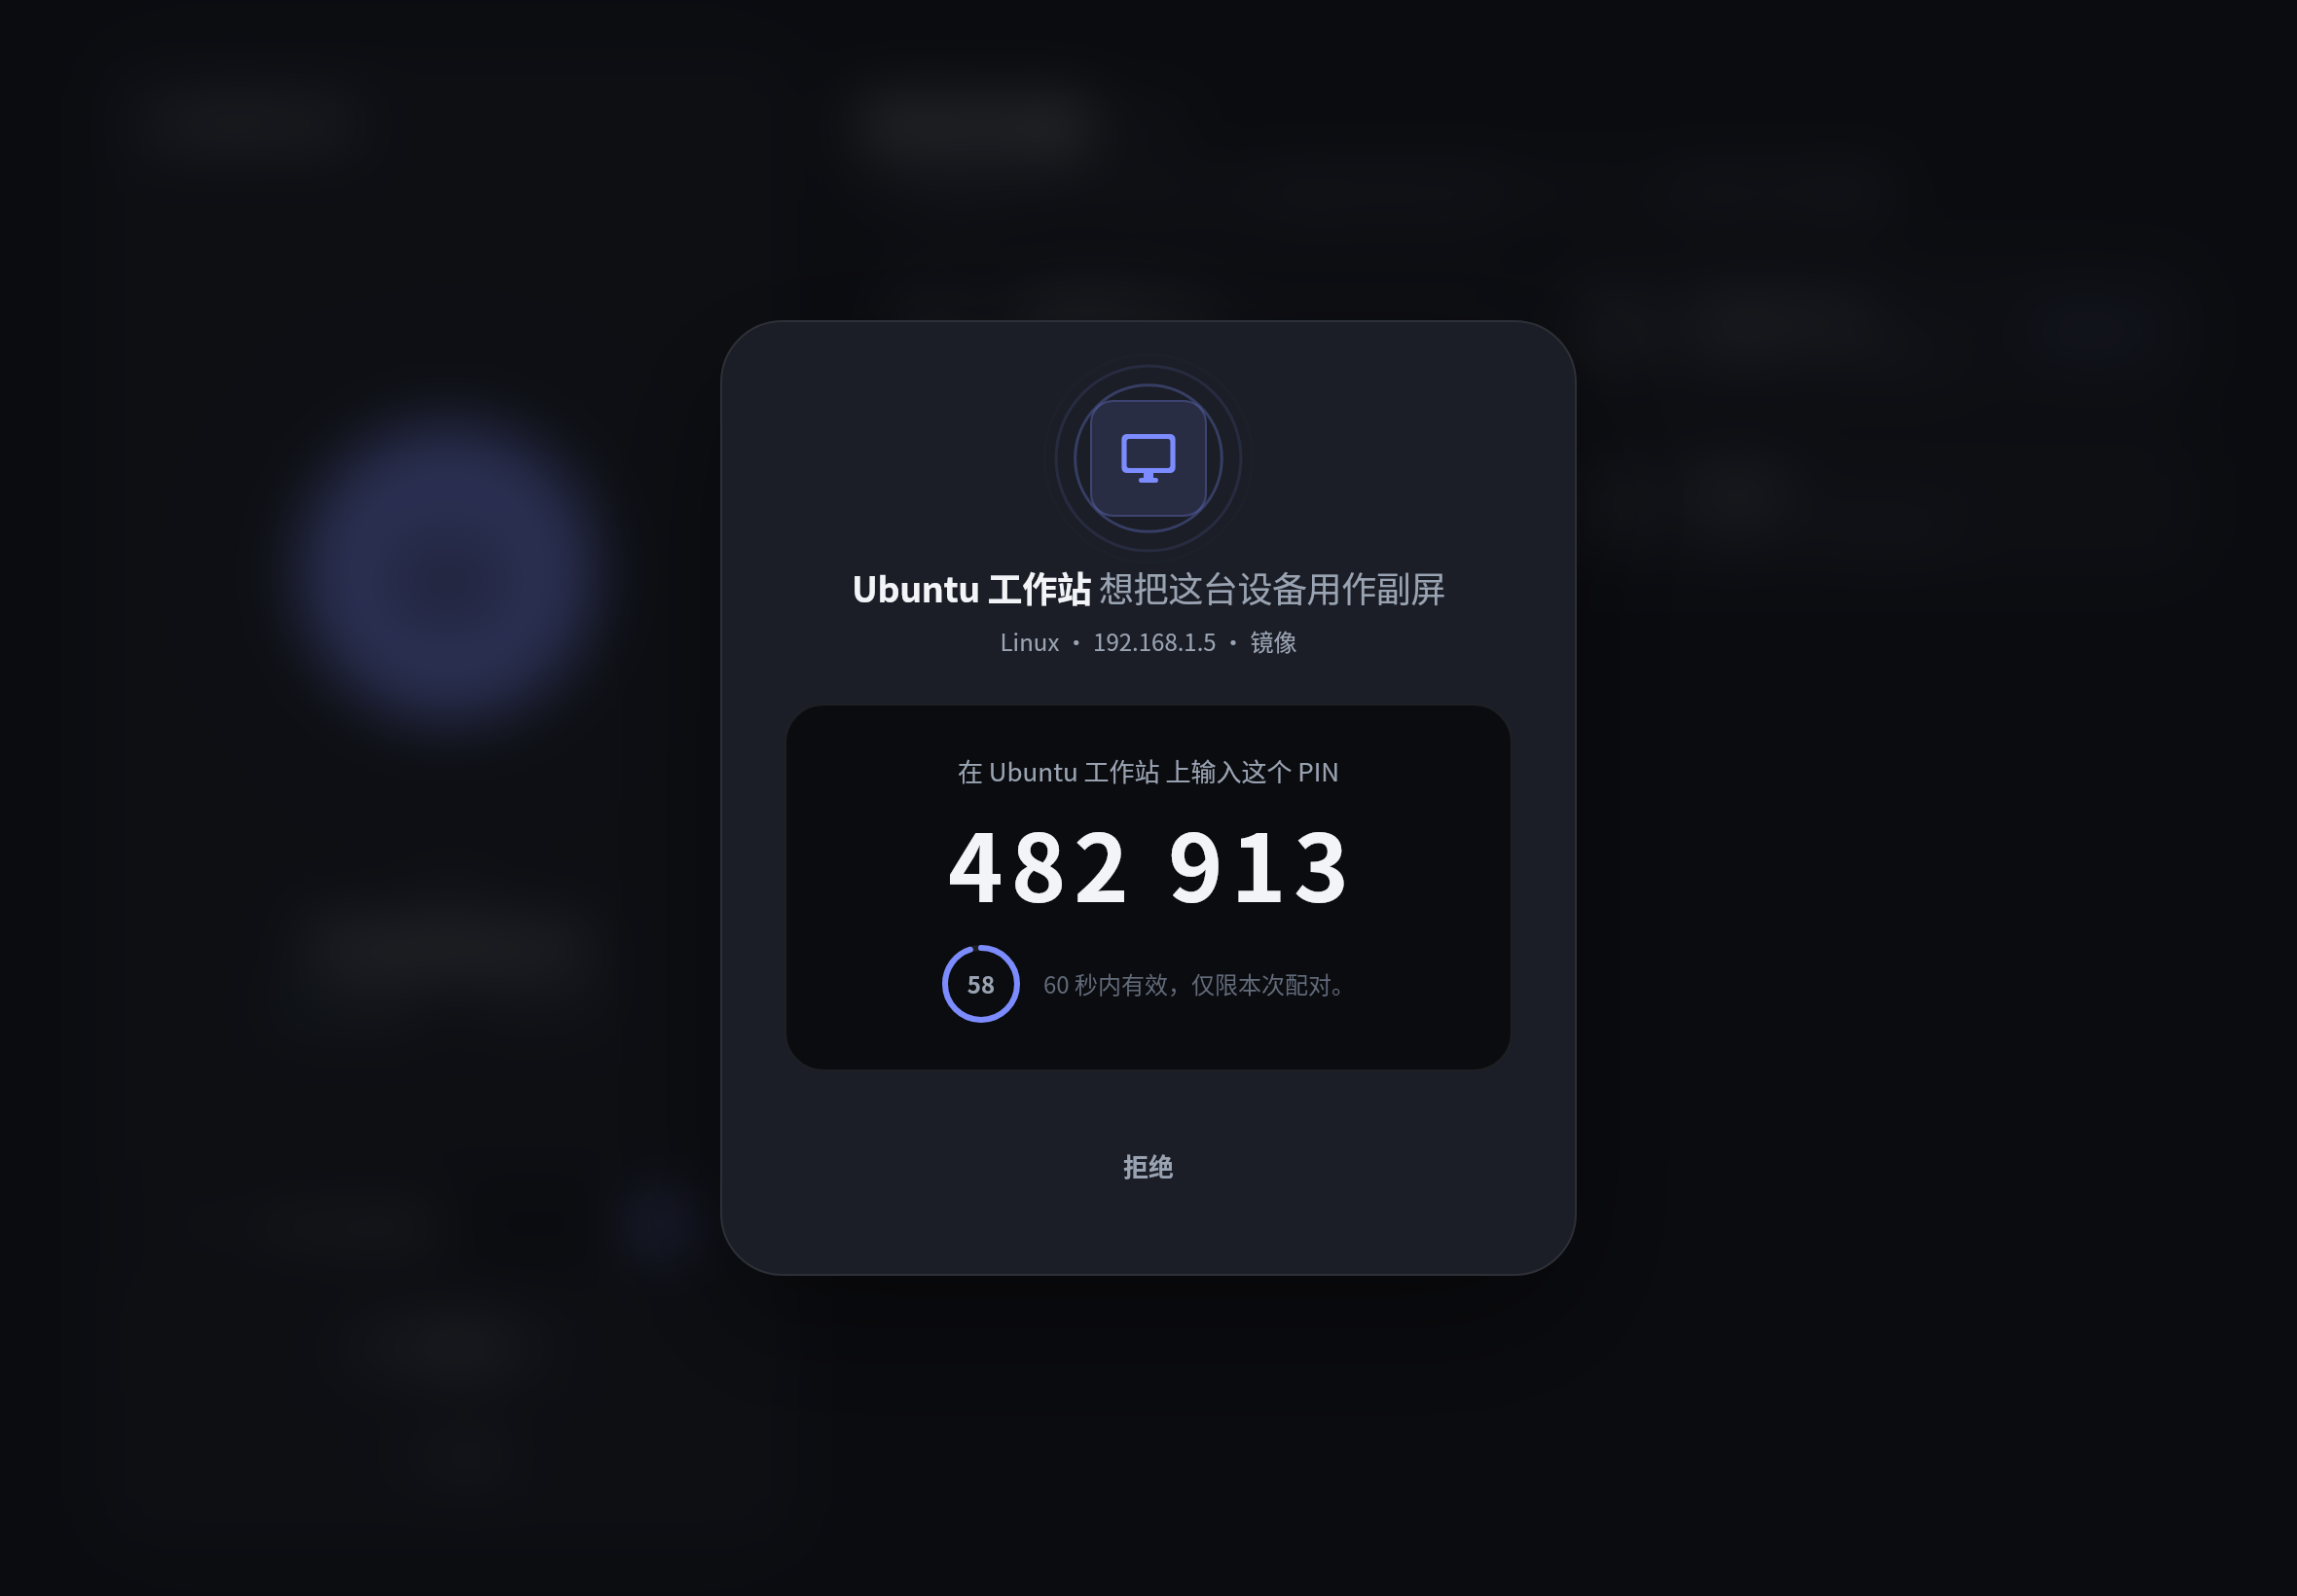 Ubuntu 工作站 想把这台设备用作副屏
Linux • 192.168.1.5 • 镜像
在 Ubuntu 工作站 上输入这个 PIN
482 913
58 60 秒内有效，仅限本次配对。
拒绝